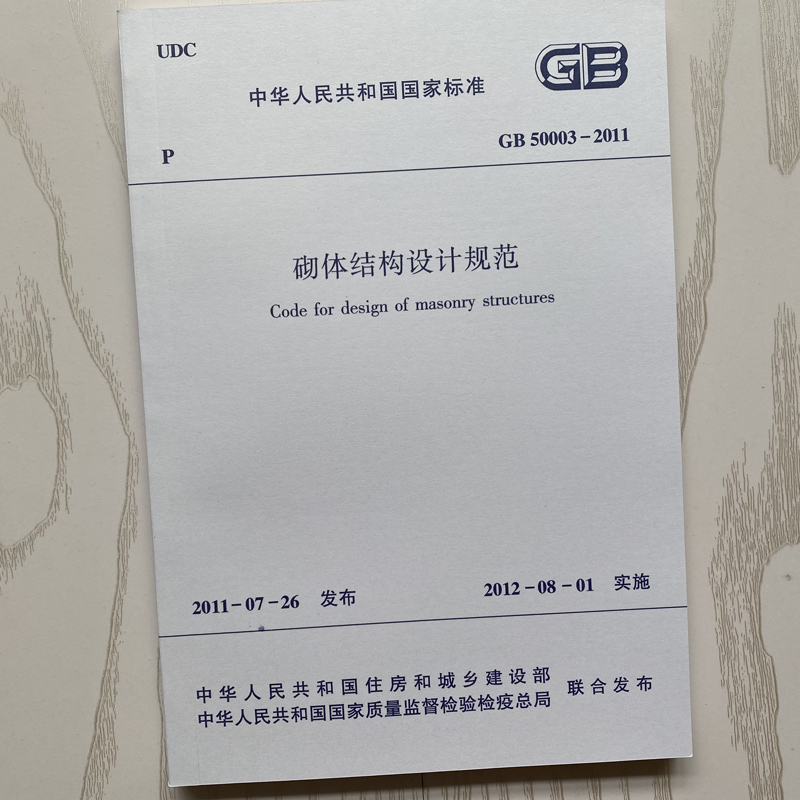 UDC
GB
中华人民共和国国家标准
P
GB 50003－2011
砌体结构设计规范
Code for design of masonry structures
2011－07－26 发布
2012－08－01 实施
中华人民共和国住房和城乡建设部
中华人民共和国国家质量监督检验检疫总局
联合发布